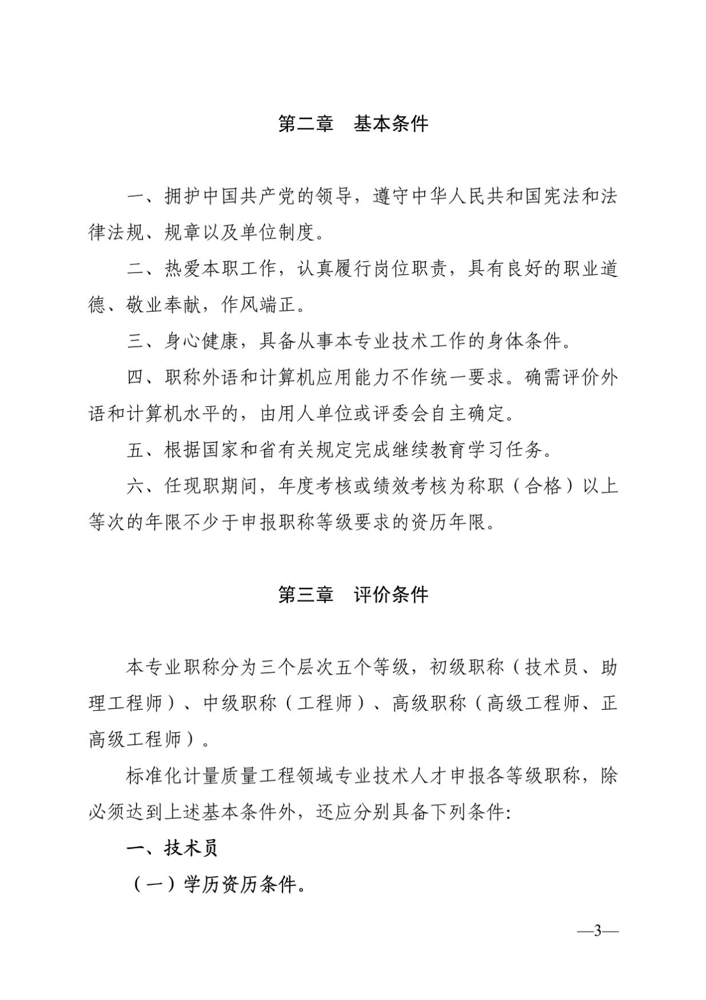 第二章　基本条件
一、拥护中国共产党的领导，遵守中华人民共和国宪法和法
律法规、规章以及单位制度。
二、热爱本职工作，认真履行岗位职责，具有良好的职业道
德、敬业奉献，作风端正。
三、身心健康，具备从事本专业技术工作的身体条件。
四、职称外语和计算机应用能力不作统一要求。确需评价外
语和计算机水平的，由用人单位或评委会自主确定。
五、根据国家和省有关规定完成继续教育学习任务。
六、任现职期间，年度考核或绩效考核为称职（合格）以上
等次的年限不少于申报职称等级要求的资历年限。
第三章　评价条件
本专业职称分为三个层次五个等级，初级职称（技术员、助
理工程师）、中级职称（工程师）、高级职称（高级工程师、正
高级工程师）。
标准化计量质量工程领域专业技术人才申报各等级职称，除
必须达到上述基本条件外，还应分别具备下列条件：
一、技术员
（一）学历资历条件。
—3—